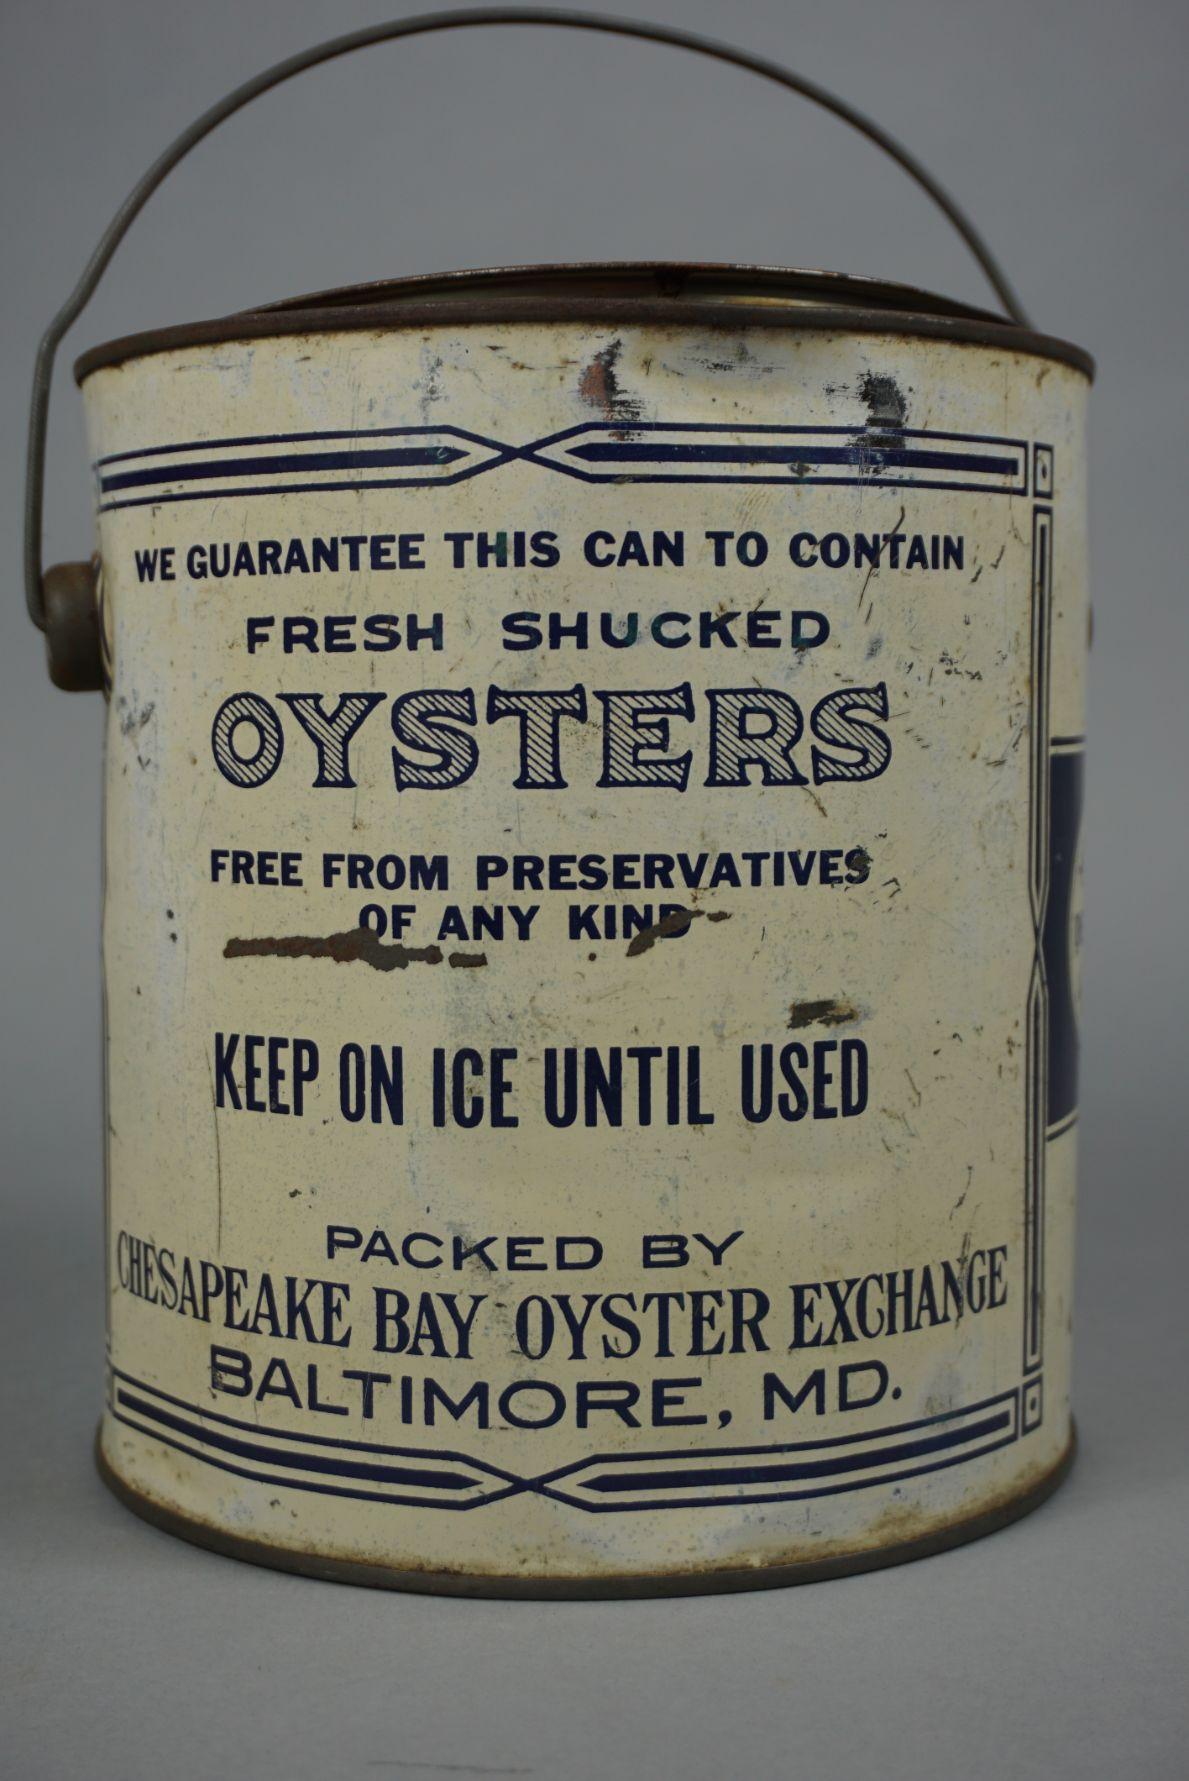 WE GUARANTEE THIS CAN TO CONTAIN
FRESH SHUCKED
OYSTERS
FREE FROM PRESERVATIVES
OF ANY KIND
KEEP ON ICE UNTIL USED
PACKED BY
CHESAPEAKE BAY OYSTER EXCHANGE
BALTIMORE, MD.